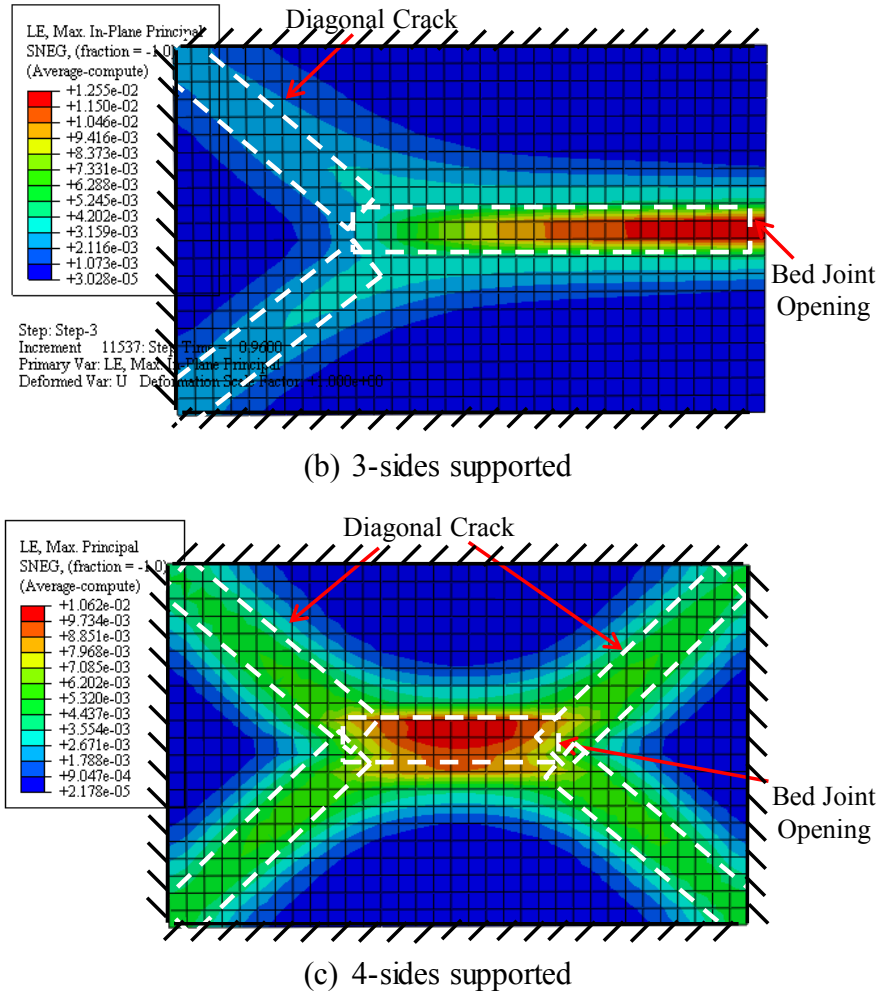 Diagonal Crack
LE, Max. In-Plane Principal
SNEG, (fraction = -1.0)
(Average-compute)
+1.255e-02
+1.150e-02
+1.046e-02
+9.416e-03
+8.373e-03
+7.331e-03
+6.288e-03
+5.245e-03
+4.202e-03
+3.159e-03
+2.116e-03
+1.073e-03
+3.028e-05
Bed Joint
Opening
Step: Step-3
Increment 11537: Step Time = 0.9600
Primary Var: LE, Max. In-Plane Principal
Deformed Var: U Deformation Scale Factor: +1.000e+00
(b) 3-sides supported
Diagonal Crack
LE, Max. Principal
SNEG, (fraction = -1.0)
(Average-compute)
+1.062e-02
+9.734e-03
+8.851e-03
+7.968e-03
+7.085e-03
+6.202e-03
+5.320e-03
+4.437e-03
+3.554e-03
+2.671e-03
+1.788e-03
+9.047e-04
+2.178e-05
Bed Joint
Opening
(c) 4-sides supported